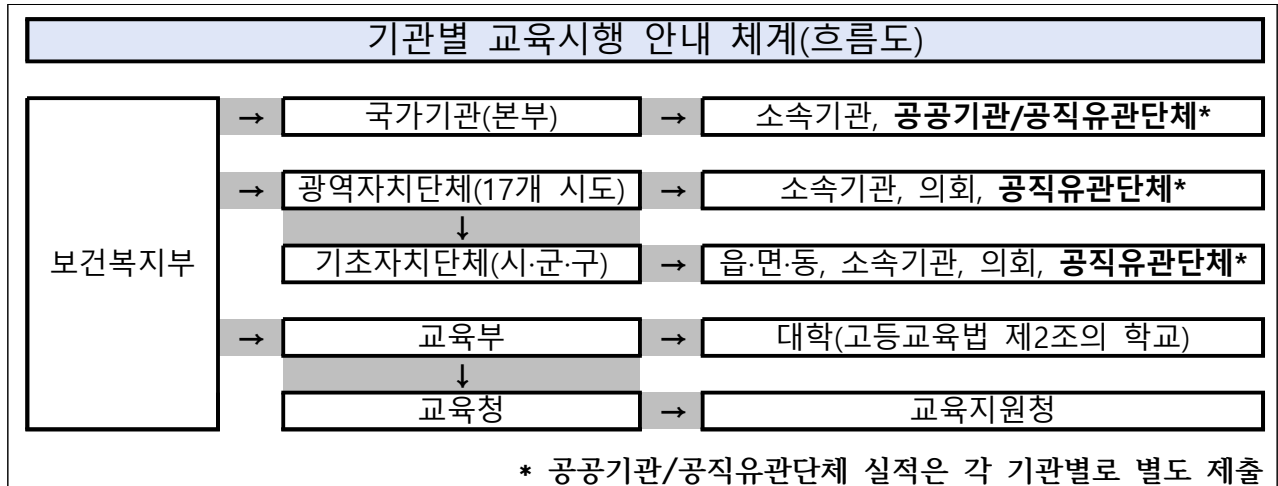 기관별 교육시행 안내 체계(흐름도)
→ 국가기관(본부) → 소속기관, 공공기관/공직유관단체*
→ 광역자치단체(17개 시도) → 소속기관, 의회, 공직유관단체*
↓
보건복지부 기초자치단체(시·군·구) → 읍·면·동, 소속기관, 의회, 공직유관단체*
→ 교육부 → 대학(고등교육법 제2조의 학교)
↓
교육청 → 교육지원청
* 공공기관/공직유관단체 실적은 각 기관별로 별도 제출